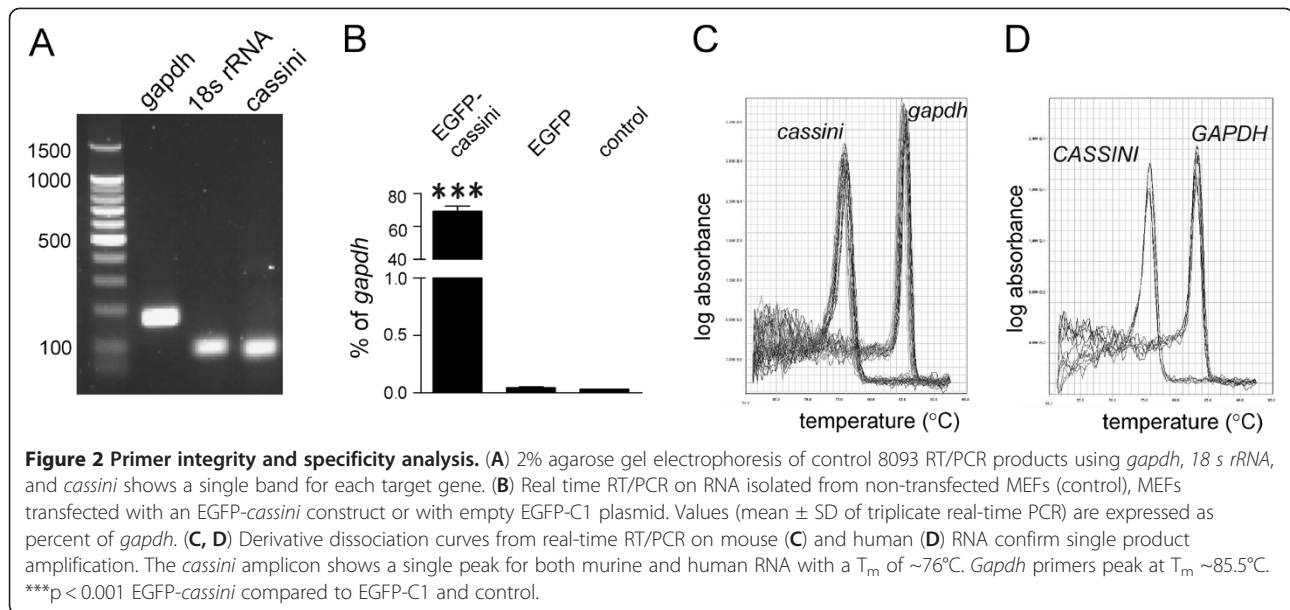 A
gapdh
18s rRNA
cassini
1500
1000
500
100
B
EGFP-
cassini
EGFP
control
***
80
60
40
1.0
0.5
0.0
% of gapdh
C
cassini
gapdh
log absorbance
temperature (°C)
D
CASSINI
GAPDH
log absorbance
temperature (°C)
Figure 2 Primer integrity and specificity analysis. (A) 2% agarose gel electrophoresis of control 8093 RT/PCR products using gapdh, 18 s rRNA,
and cassini shows a single band for each target gene. (B) Real time RT/PCR on RNA isolated from non-transfected MEFs (control), MEFs
transfected with an EGFP-cassini construct or with empty EGFP-C1 plasmid. Values (mean ± SD of triplicate real-time PCR) are expressed as
percent of gapdh. (C, D) Derivative dissociation curves from real-time RT/PCR on mouse (C) and human (D) RNA confirm single product
amplification. The cassini amplicon shows a single peak for both murine and human RNA with a Tm of ~76°C. Gapdh primers peak at Tm ~85.5°C.
***p < 0.001 EGFP-cassini compared to EGFP-C1 and control.